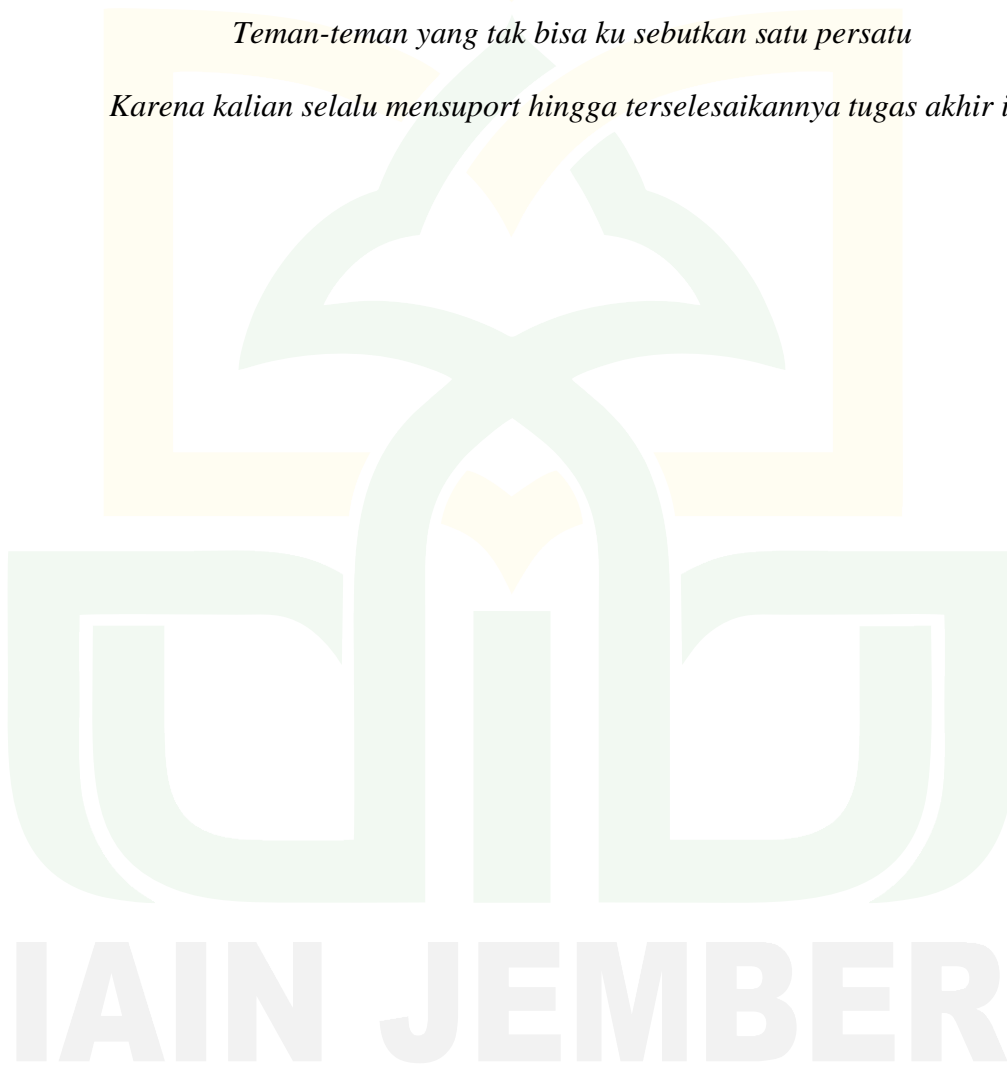 Teman-teman yang tak bisa ku sebutkan satu persatu
Karena kalian selalu mensuport hingga terselesaikannya tugas akhir
IAIN JEMBER